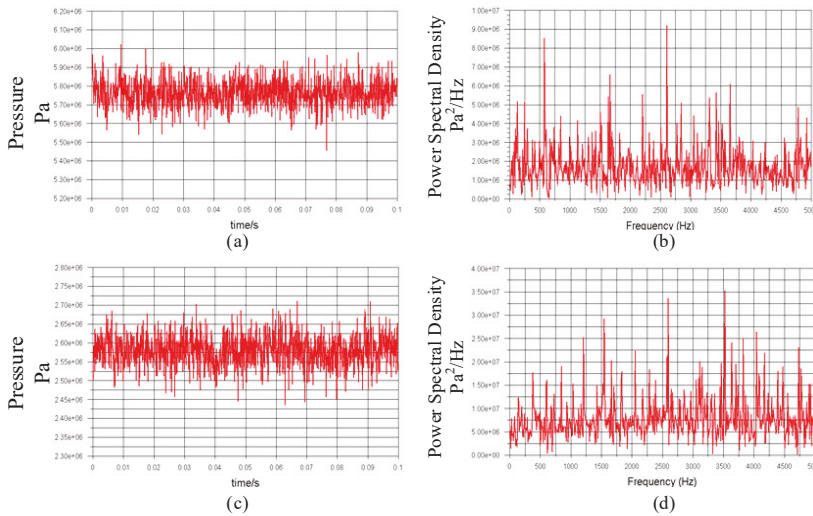 6.20e+06
6.00e+06
5.80e+06
5.70e+06
5.60e+06
5.50e+06
5.40e+06
5.30e+06
5.20e+06
Pressure
Pa
0 0.01 0.02 0.03 0.04 0.05 0.06 0.07 0.08 0.09 0.1
time/s
(a)
1.00e+07
9.00e+06
8.00e+06
7.00e+06
6.00e+06
5.00e+06
4.00e+06
3.00e+06
2.00e+06
1.00e+06
0.00e+00
Power Spectral Density
Pa²/Hz
0 500 1000 1500 2000 2500 3000 3500 4000 4500 5000
Frequency (Hz)
(b)
2.80e+07
2.75e+06
2.70e+06
2.65e+06
2.60e+06
2.55e+06
2.50e+06
2.45e+06
2.40e+06
2.35e+06
2.30e+06
Pressure
Pa
0 0.01 0.02 0.03 0.04 0.05 0.06 0.07 0.08 0.09 0.1
time/s
(c)
4.00e+07
3.50e+07
3.00e+07
2.50e+07
2.00e+07
1.50e+07
1.00e+07
5.00e+06
0.00e+00
Power Spectral Density
Pa²/Hz
0 500 1000 1500 2000 2500 3000 3500 4000 4500 5000
Frequency (Hz)
(d)